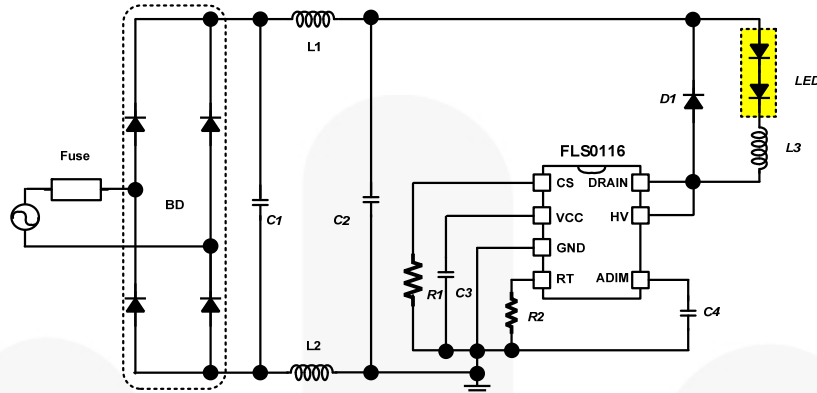 L1
LED
D1
Fuse
FLS0116
L3
CS DRAIN
BD
C1
C2
VCC HV
GND
R1
C3
RT ADIM
R2
C4
L2